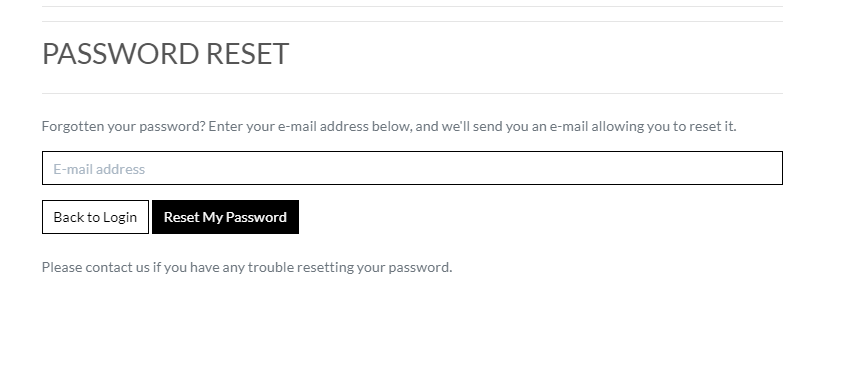 PASSWORD RESET
Forgotten your password? Enter your e-mail address below, and we'll send you an e-mail allowing you to reset it.
E-mail address
Back to Login Reset My Password
Please contact us if you have any trouble resetting your password.